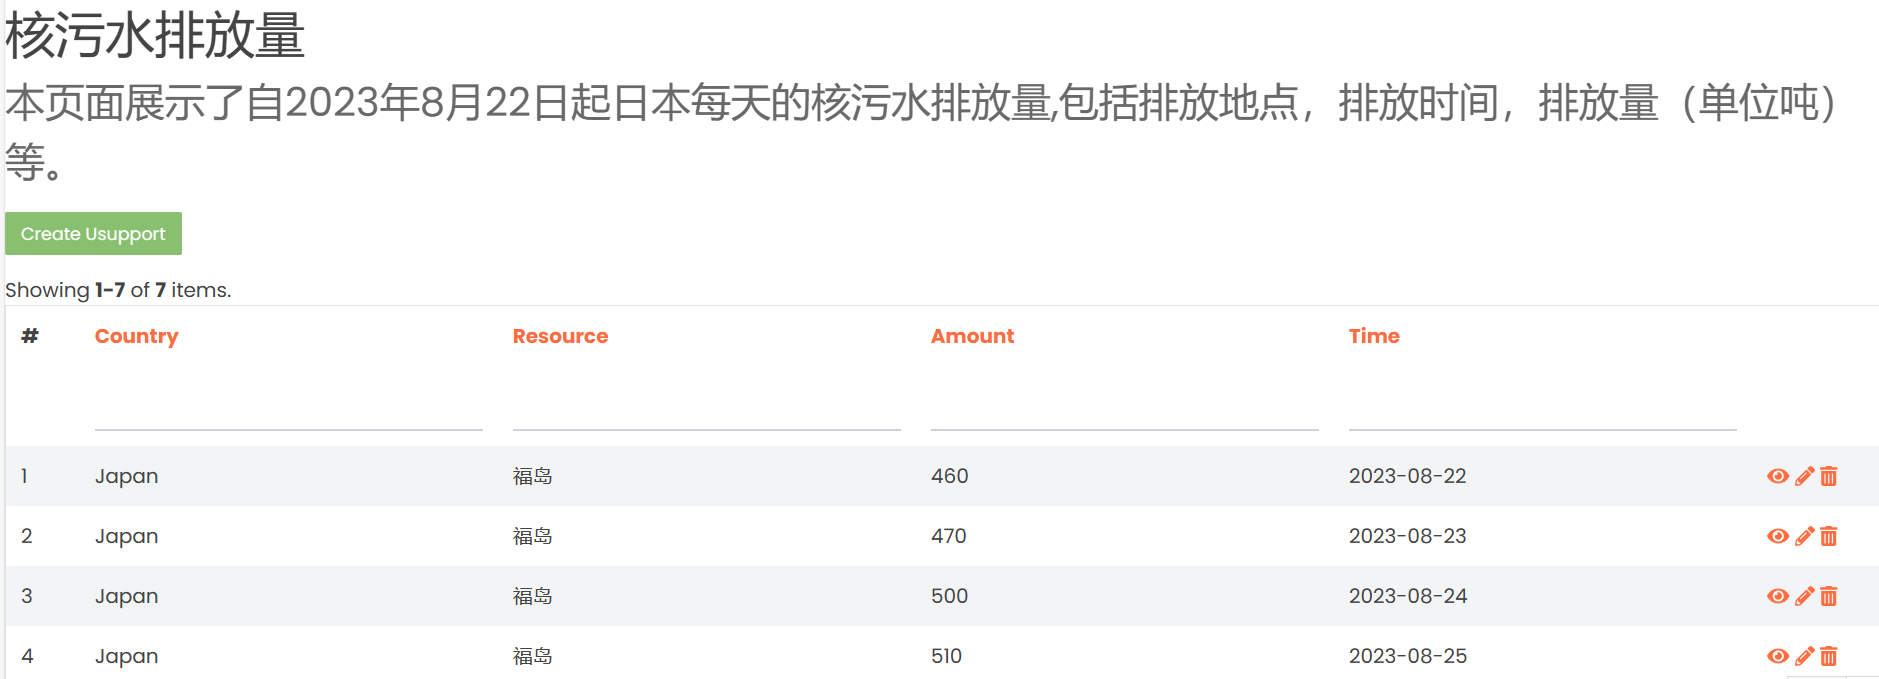 核污水排放量
本页面展示了自2023年8月22日起日本每天的核污水排放量,包括排放地点，排放时间，排放量（单位吨）
等。
Create Usupport
Showing 1-7 of 7 items.
# Country Resource Amount Time
1 Japan 福岛 460 2023-08-22
2 Japan 福岛 470 2023-08-23
3 Japan 福岛 500 2023-08-24
4 Japan 福岛 510 2023-08-25